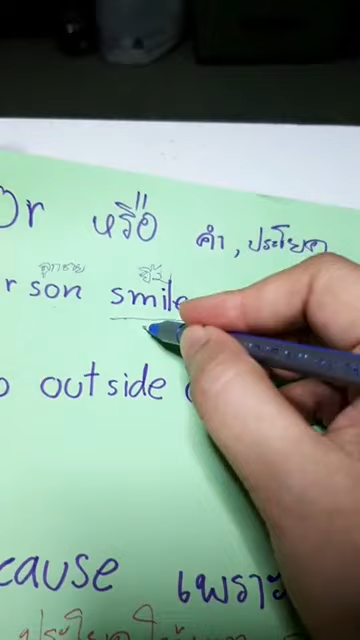 or หรือ คำ, ประโยค
ลูกชาย ยิ้ม
r son smile
o outside
cause เพราะ